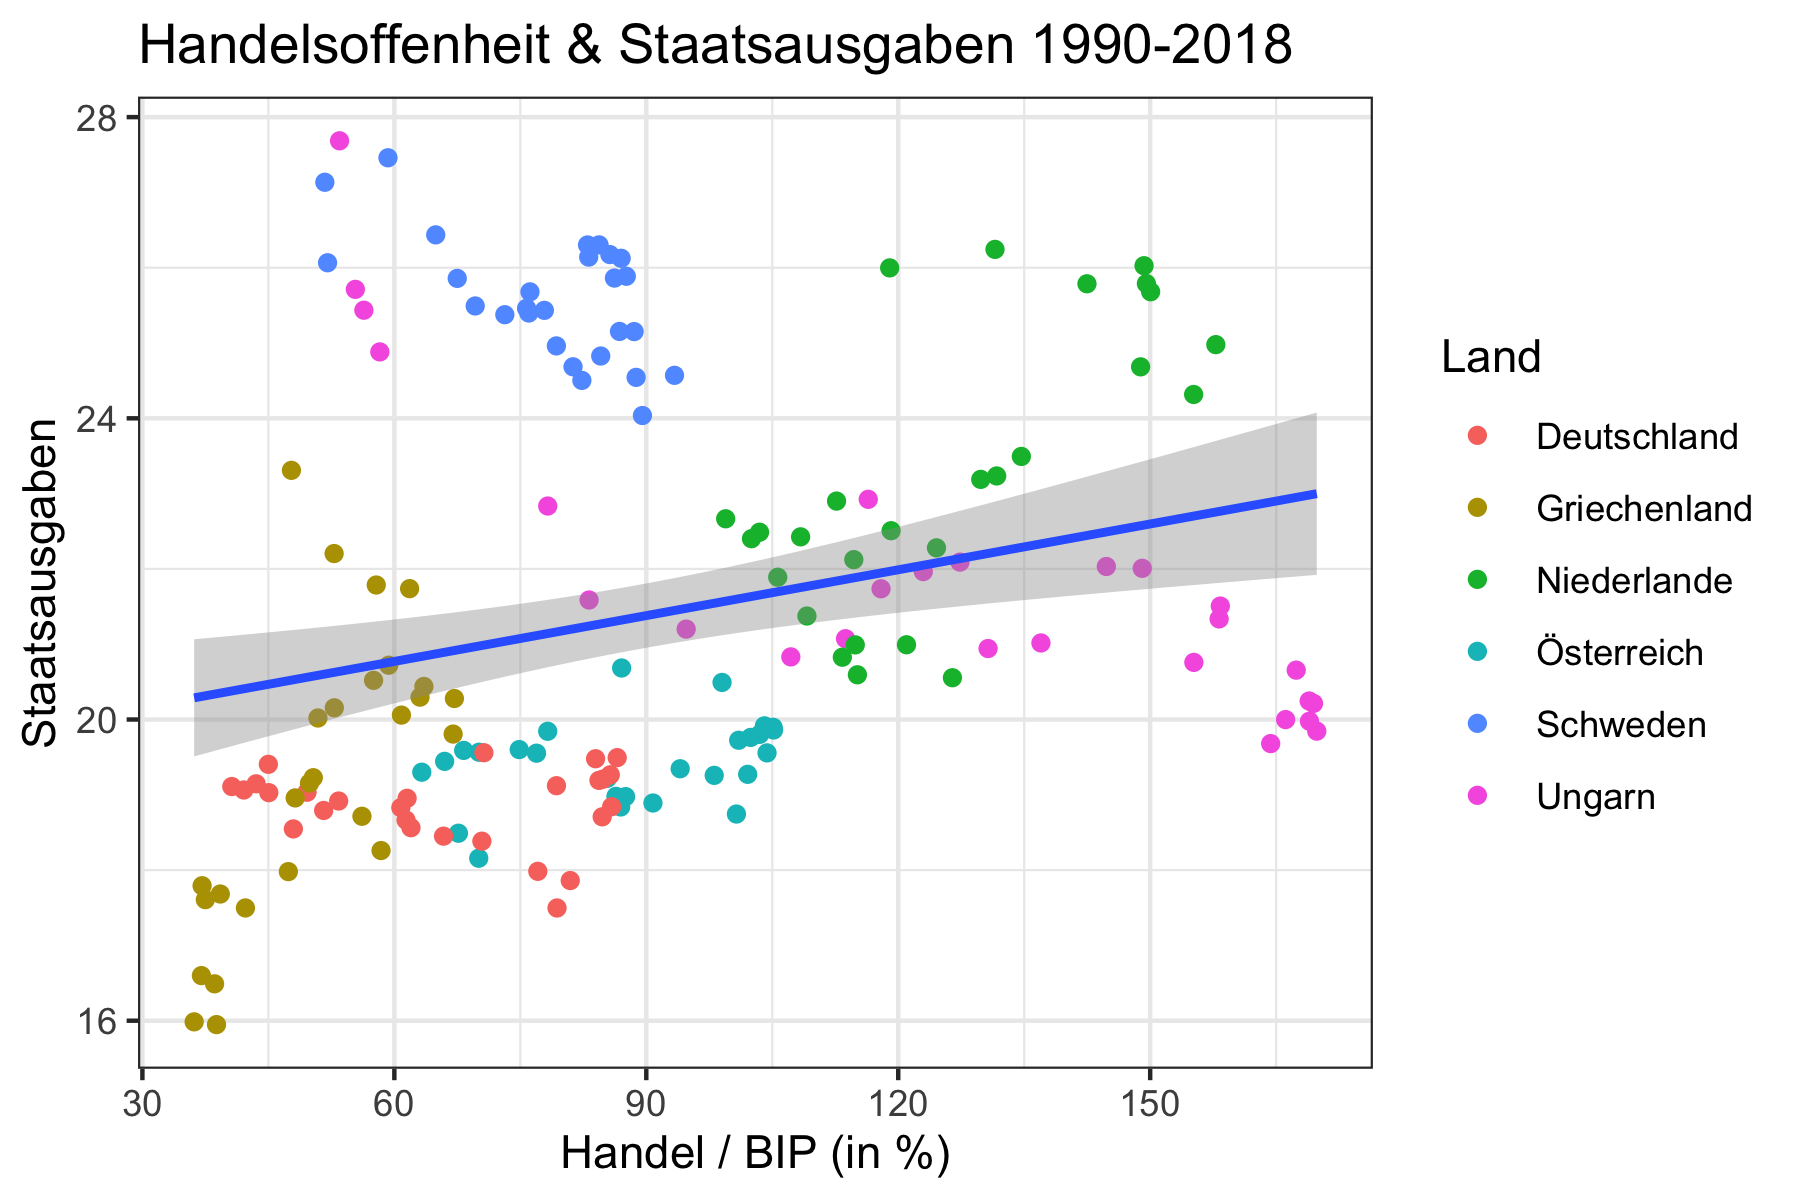 Handelsoffenheit & Staatsausgaben 1990-2018
28
24
20
16
Staatsausgaben
30 60 90 120 150
Handel / BIP (in %)
Land
Deutschland
Griechenland
Niederlande
Österreich
Schweden
Ungarn